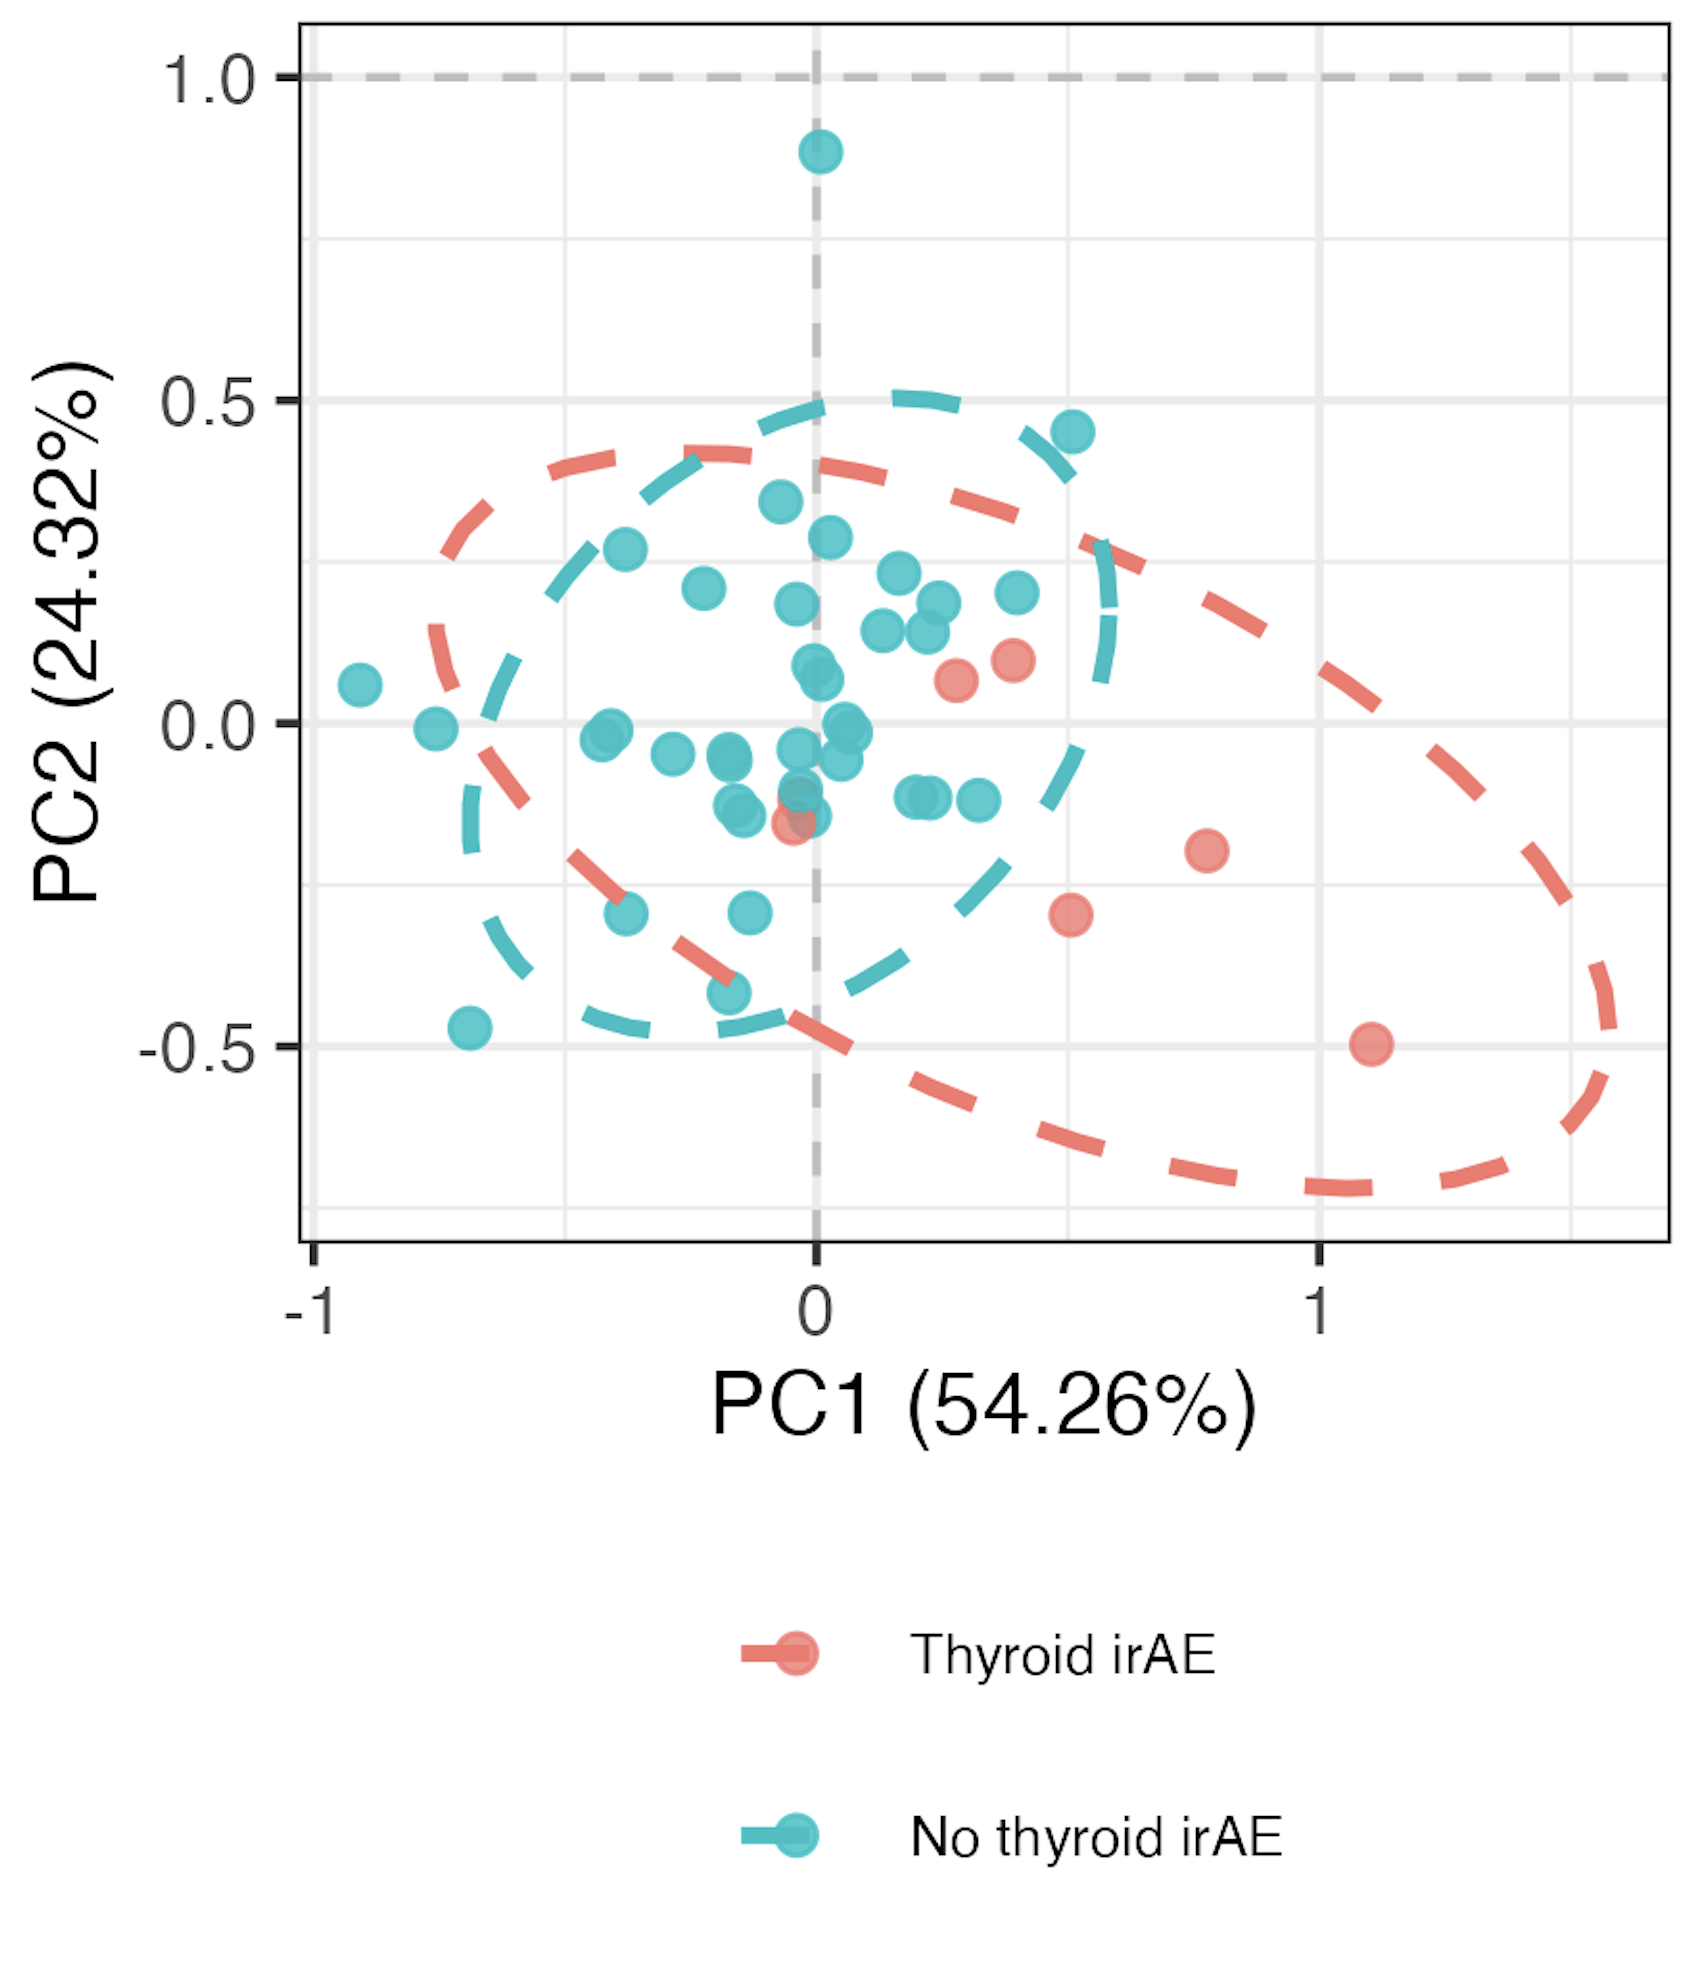 1.0
0.5
0.0
-0.5
PC2 (24.32%)
-1 0 1
PC1 (54.26%)
Thyroid irAE
No thyroid irAE